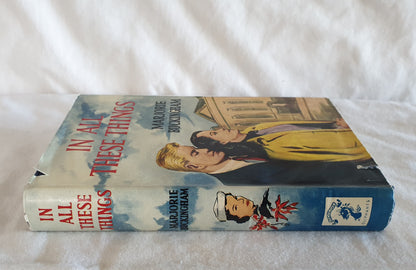 IN ALL
THESE THINGS
MARJORIE
BUCKINGHAM
IN
ALL
THESE
THINGS
MARJORIE
BUCKINGHAM